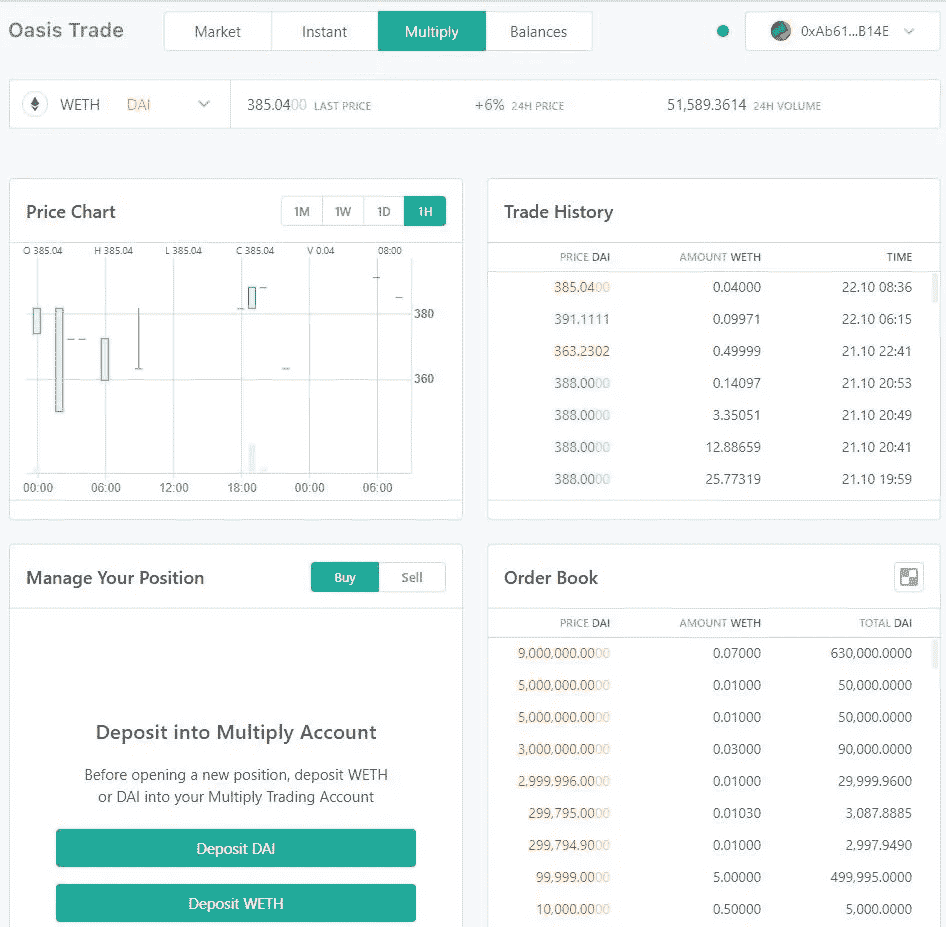 Oasis Trade Market Instant Multiply Balances 0xAb61...B14E
WETH DAI 385.0400 LAST PRICE +6% 24H PRICE 51,589.3614 24H VOLUME
Price Chart 1M 1W 1D 1H
O 385.04 H 385.04 L 385.04 C 385.04 V 0.04 08:00
380
360
00:00 06:00 12:00 18:00 00:00 06:00
Trade History
PRICE DAI AMOUNT WETH TIME
385.0400 0.04000 22.10 08:36
391.1111 0.09971 22.10 06:15
363.2302 0.49999 21.10 22:41
388.0000 0.14097 21.10 20:53
388.0000 3.35051 21.10 20:49
388.0000 12.88659 21.10 20:41
388.0000 25.77319 21.10 19:59
Manage Your Position Buy Sell
Deposit into Multiply Account
Before opening a new position, deposit WETH
or DAI into your Multiply Trading Account
Deposit DAI
Deposit WETH
Order Book
PRICE DAI AMOUNT WETH TOTAL DAI
9,000,000.0000 0.07000 630,000.0000
5,000,000.0000 0.01000 50,000.0000
5,000,000.0000 0.01000 50,000.0000
3,000,000.0000 0.03000 90,000.0000
2,999,996.0000 0.01000 29,999.9600
299,795.0000 0.01030 3,087.8885
299,794.9000 0.01000 2,997.9490
99,999.0000 5.00000 499,995.0000
10,000.0000 0.50000 5,000.0000